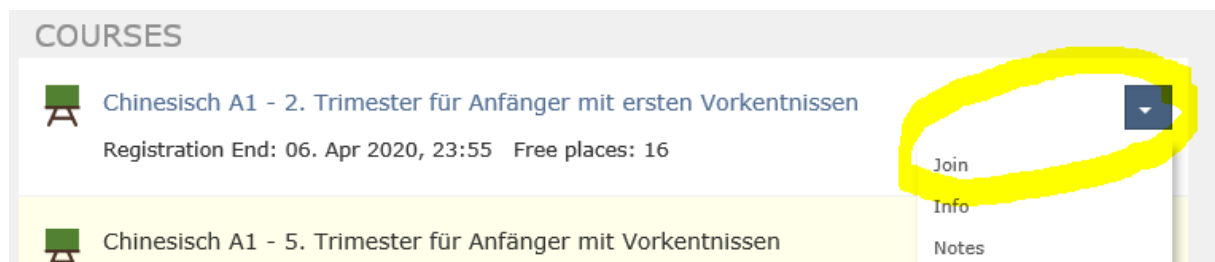 COURSES
Chinesisch A1 - 2. Trimester für Anfänger mit ersten Vorkentnissen
Registration End: 06. Apr 2020, 23:55 Free places: 16
Join
Info
Chinesisch A1 - 5. Trimester für Anfänger mit Vorkentnissen
Notes